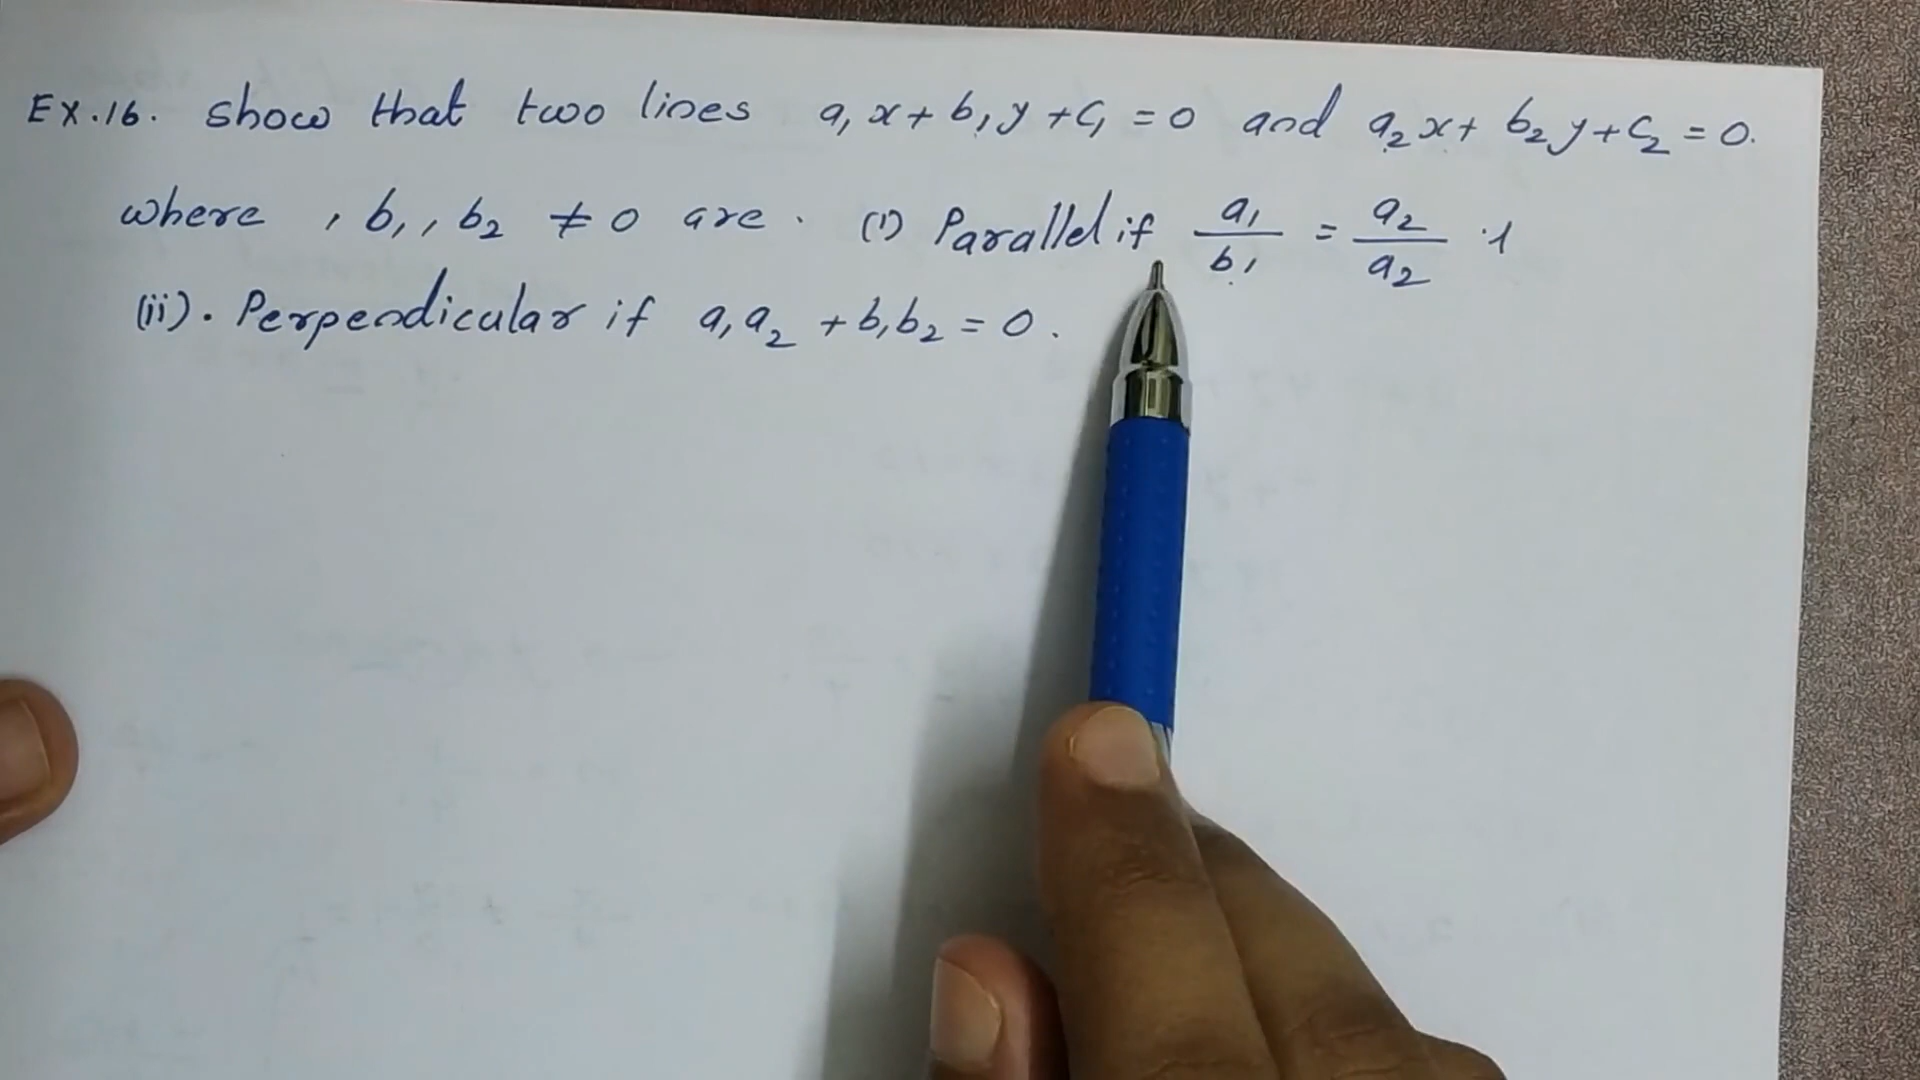 Ex.16. show that two lines a₁x + b₁y + c₁ = 0 and a₂x + b₂y + c₂ = 0.
where , b₁, , b₂ ≠ 0 are . (i) Parallel if a₁/b₁ = a₂/a₂
(ii). Perpendicular if a₁a₂ + b₁b₂ = 0.